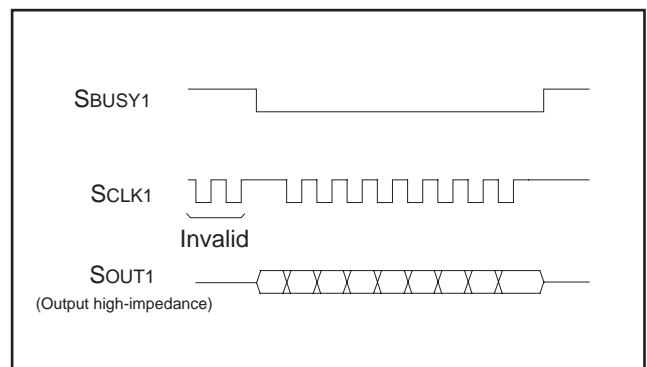 SBUSY1
SCLK1
Invalid
SOUT1
(Output high-impedance)